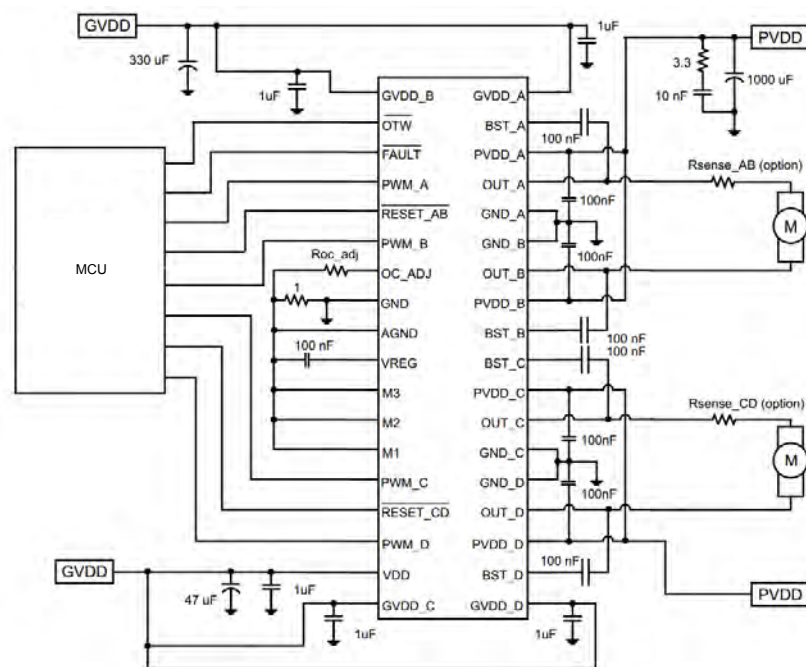 GVDD
330 uF
1uF
1uF
PVDD
3.3
1000 uF
10 nF
GVDD_B
GVDD_A
OTW
BST_A
100 nF
FAULT
PVDD_A
PWM_A
OUT_A
Rsense_AB (option)
100nF
RESET_AB
GND_A
M
PWM_B
GND_B
100nF
MCU
Roc_adj
OC_ADJ
OUT_B
1
GND
PVDD_B
AGND
BST_B
100 nF
100 nF
100 nF
VREG
BST_C
M3
PVDD_C
Rsense_CD (option)
M2
OUT_C
100nF
M1
GND_C
M
PWM_C
GND_D
100nF
RESET_CD
OUT_D
PWM_D
PVDD_D
100 nF
GVDD
VDD
BST_D
47 uF
1uF
PVDD
GVDD_C
GVDD_D
1uF
1uF